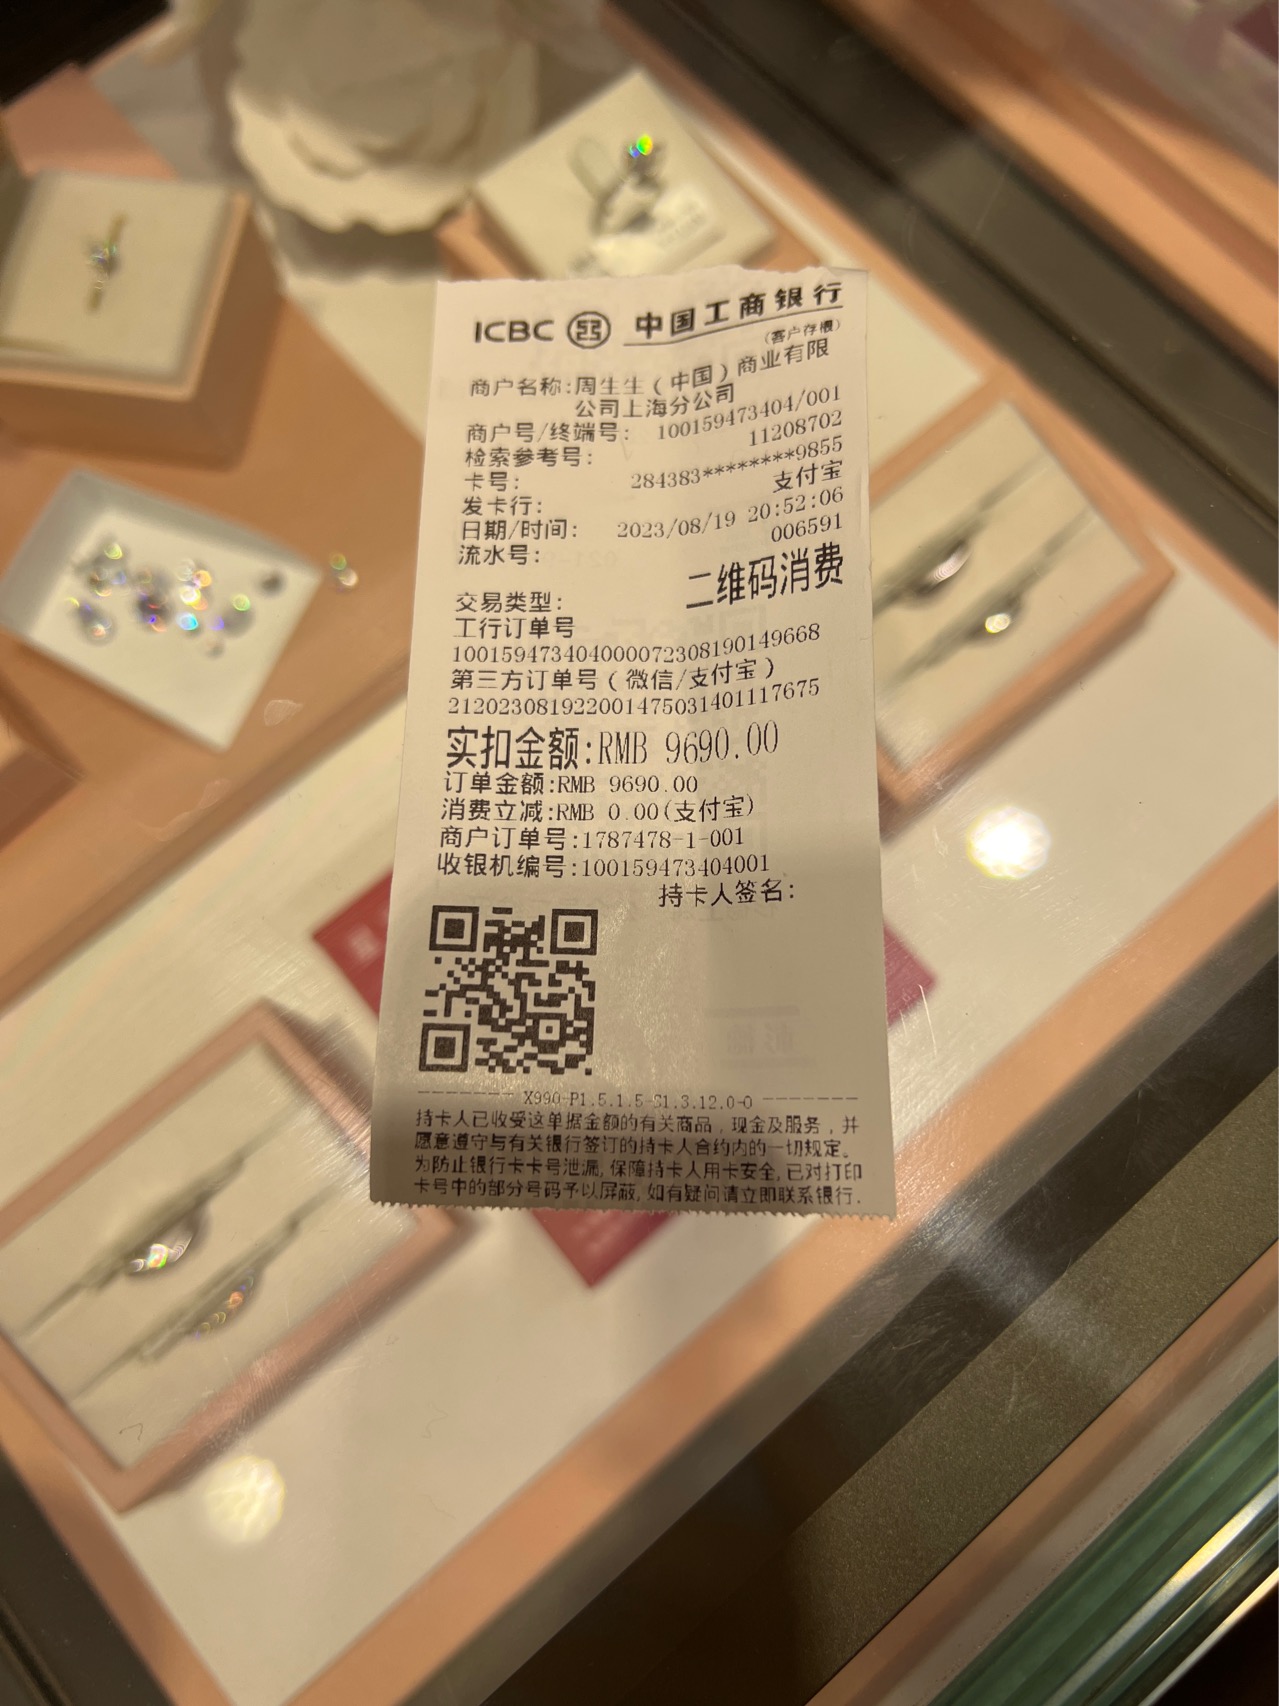 ICBC 中国工商银行
(客户存根)
商户名称:周生生(中国)商业有限
公司上海分公司
商户号/终端号: 100159473404/001
检索参考号: 11208702
卡号: 284383********9855
发卡行: 支付宝
日期/时间: 2023/08/19 20:52:06
流水号: 006591
交易类型: 二维码消费
工行订单号
100159473404000072308190149668
第三方订单号(微信/支付宝)
2120230819220014750314011​17675
实扣金额:RMB 9690.00
订单金额:RMB 9690.00
消费立减:RMB 0.00(支付宝)
商户订单号:1787478-1-001
收银机编号:100159473404001
持卡人签名:
-------- X990-P1.5.1.5-S1.3.12.0-0 --------
持卡人已收受这单据金额的有关商品，现金及服务，并
愿意遵守与有关银行签订的持卡人合约内的一切规定。
为防止银行卡卡号泄漏,保障持卡人用卡安全,已对打印
卡号中的部分号码予以屏蔽,如有疑问请立即联系银行.